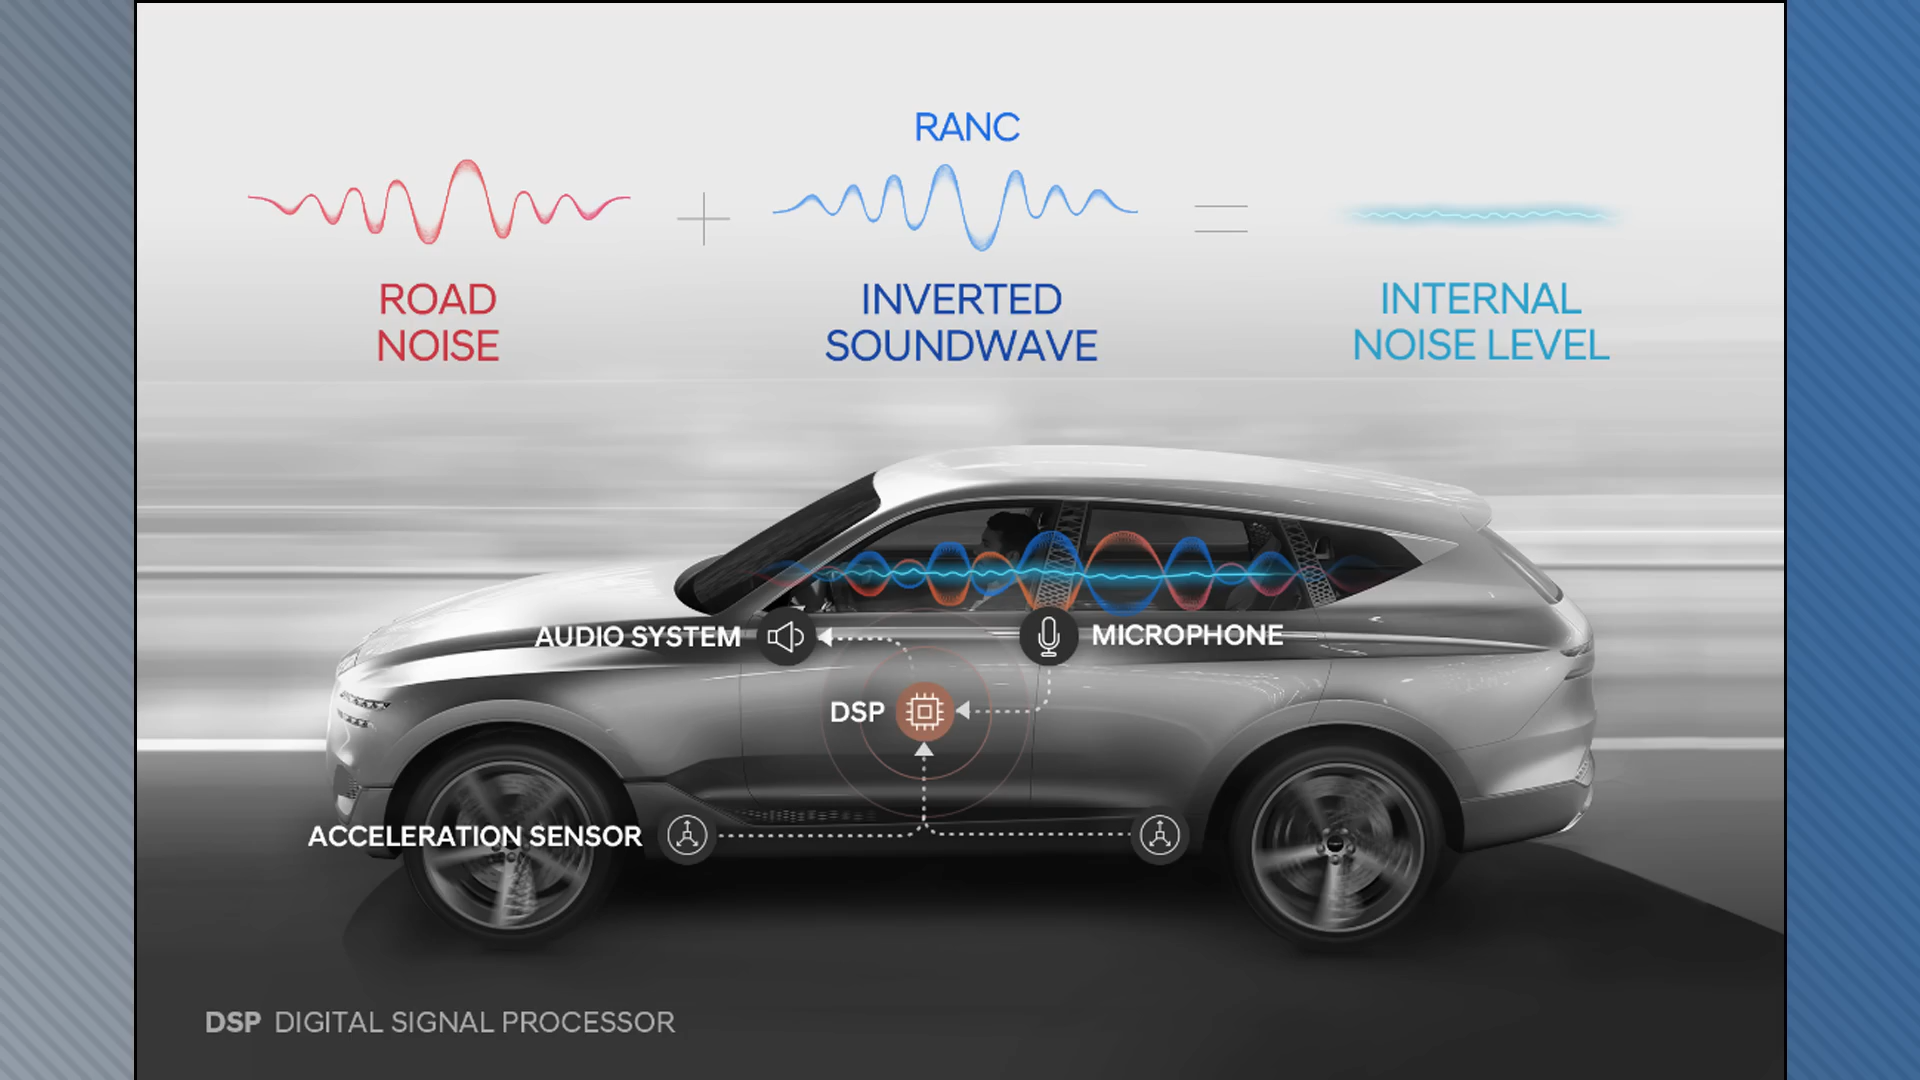 RANC
ROAD
NOISE
INVERTED
SOUNDWAVE
INTERNAL
NOISE LEVEL
AUDIO SYSTEM
MICROPHONE
DSP
ACCELERATION SENSOR
DSP DIGITAL SIGNAL PROCESSOR